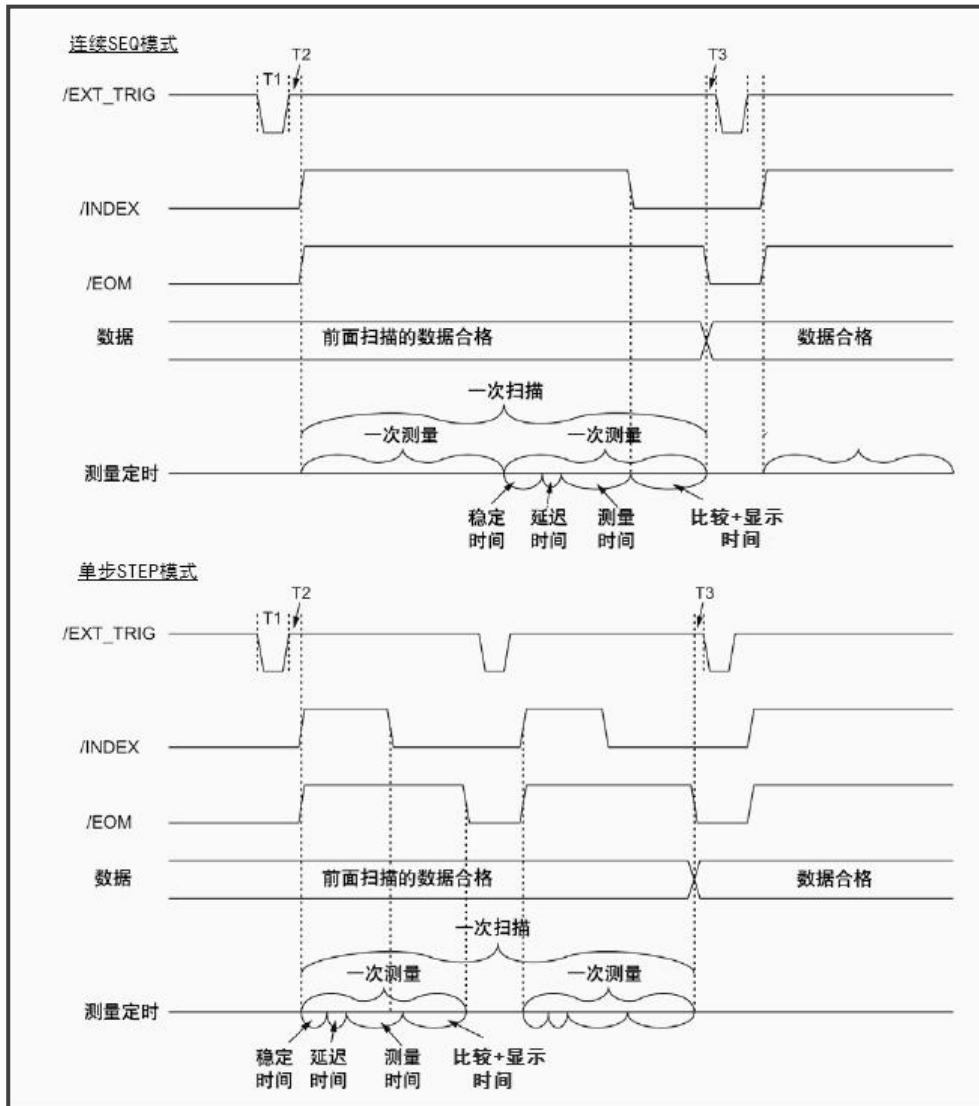 连续SEQ模式
T1
T2
T3
/EXT_TRIG
/INDEX
/EOM
数据
前面扫描的数据合格
数据合格
一次扫描
一次测量
一次测量
测量定时
稳定
时间
延迟
时间
测量
时间
比较+显示
时间
单步STEP模式
T1
T2
T3
/EXT_TRIG
/INDEX
/EOM
数据
前面扫描的数据合格
数据合格
一次扫描
一次测量
一次测量
测量定时
稳定
时间
延迟
时间
测量
时间
比较+显示
时间